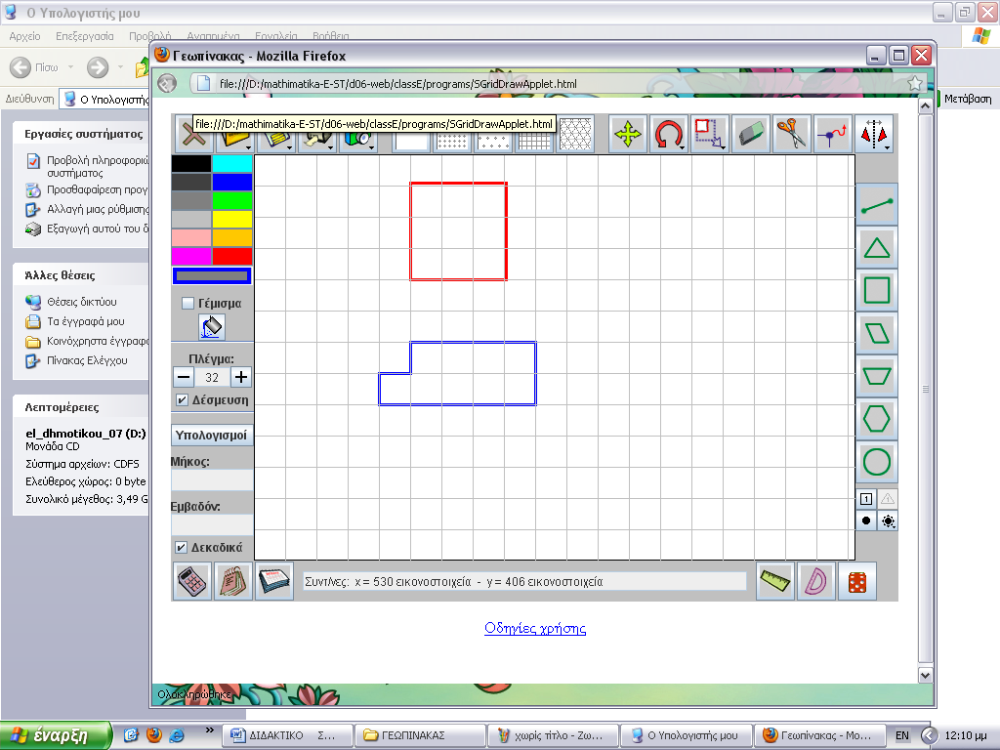 Ο Υπολογιστής μου
Αρχείο Επεξεργασία Προβολή Αγαπημένα Εργαλεία Βοήθεια
Πίσω
Διεύθυνση Ο Υπολογιστής
Μετάβαση
Γεωπίνακας - Mozilla Firefox
file:///D:/mathimatika-E-ST/d06-web/classE/programs/SGridDrawApplet.html
file:///D:/mathimatika-E-ST/d06-web/classE/programs/SGridDrawApplet.html
Εργασίες συστήματος
Προβολή πληροφοριώ
συστήματος
Προσθαφαίρεση προγ
Αλλαγή μιας ρύθμισης
Εξαγωγή αυτού του δ
Άλλες θέσεις
Θέσεις δικτύου
Τα έγγραφά μου
Κοινόχρηστα έγγραφα
Πίνακας Ελέγχου
Λεπτομέρειες
el_dhmotikou_07 (D:)
Μονάδα CD
Σύστημα αρχείων: CDFS
Ελεύθερος χώρος: 0 byte
Συνολικό μέγεθος: 3,49 G
Γέμισμα
Πλέγμα:
32
Δέσμευση
Υπολογισμοί
Μήκος:
Εμβαδόν:
Δεκαδικά
1
Συντ/νες: x = 530 εικονοστοιχεία - y = 406 εικονοστοιχεία
Οδηγίες χρήσης
Ολοκληρώθηκε
έναρξη
» ΔΙΔΑΚΤΙΚΟ Σ... ΓΕΩΠΙΝΑΚΑΣ χωρίς τίτλο - Ζω... Ο Υπολογιστής μου Γεωπίνακας - Mo... EN 12:10 μμ